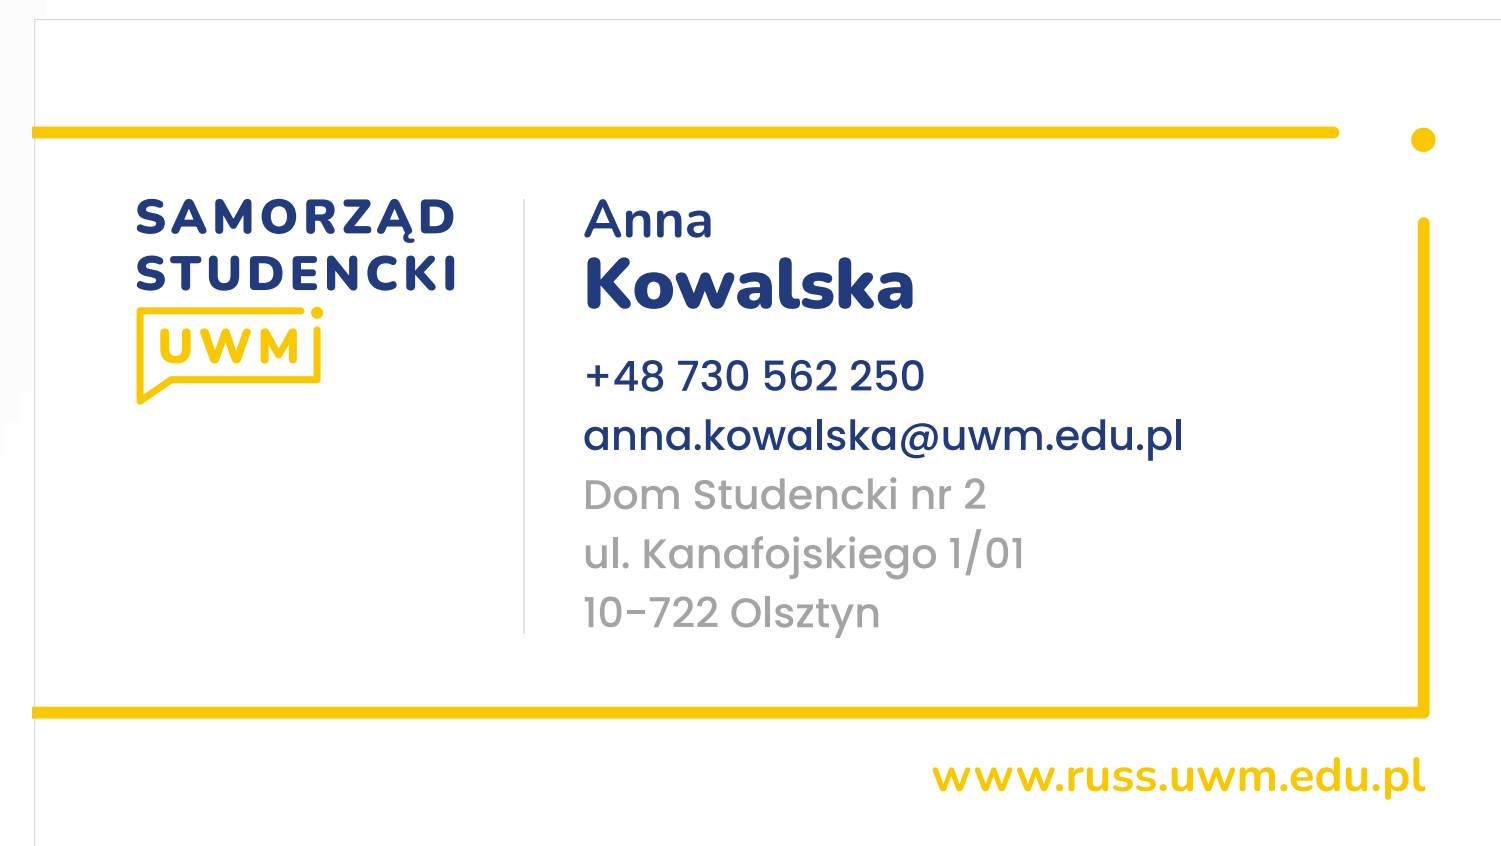 SAMORZĄD
STUDENCKI
UWM
Anna
Kowalska
+48 730 562 250
anna.kowalska@uwm.edu.pl
Dom Studencki nr 2
ul. Kanafojskiego 1/01
10-722 Olsztyn
www.russ.uwm.edu.pl